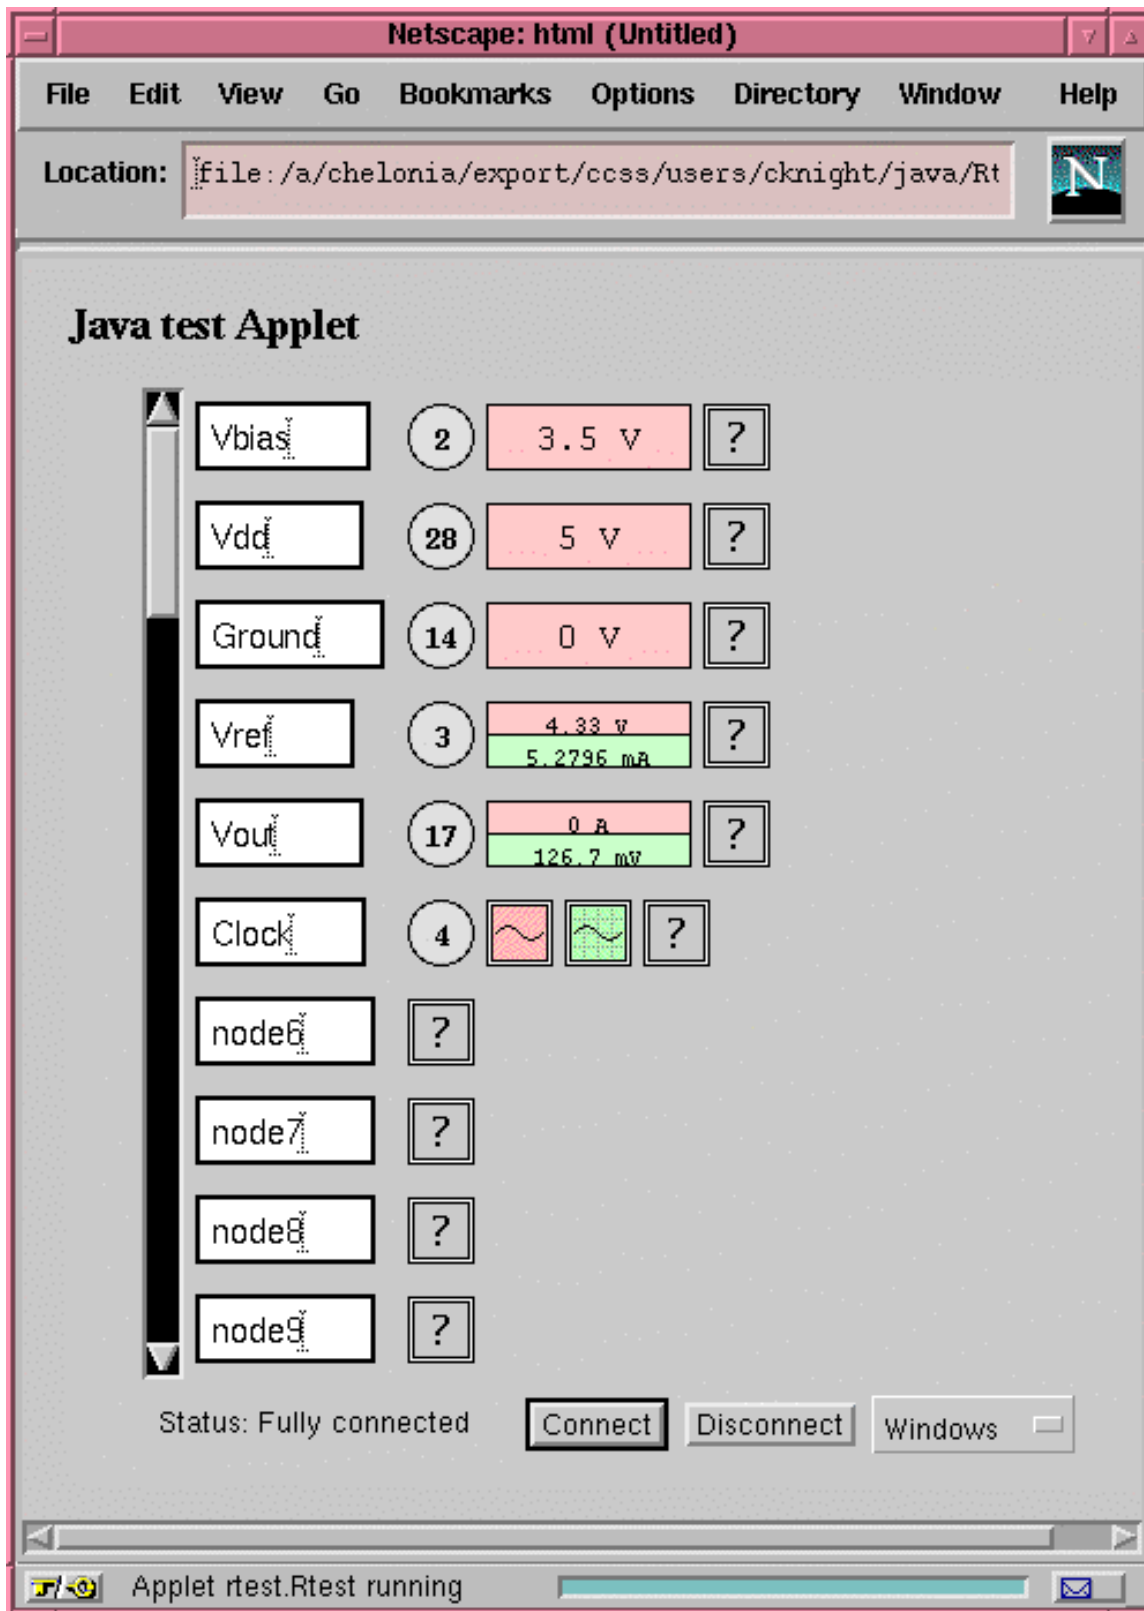 Netscape: html (Untitled)
File Edit View Go Bookmarks Options Directory Window Help
Location: file:/a/chelonia/export/ccss/users/cknight/java/Rt
N
Java test Applet
Vbias 2 3.5 V ?
Vdd 28 5 V ?
Ground 14 0 V ?
Vref 3 4.33 V ?
5.2796 mA
Vout 17 0 A ?
126.7 mV
Clock 4 ?
node6 ?
node7 ?
node8 ?
node9 ?
Status: Fully connected Connect Disconnect Windows
Applet rtest.Rtest running